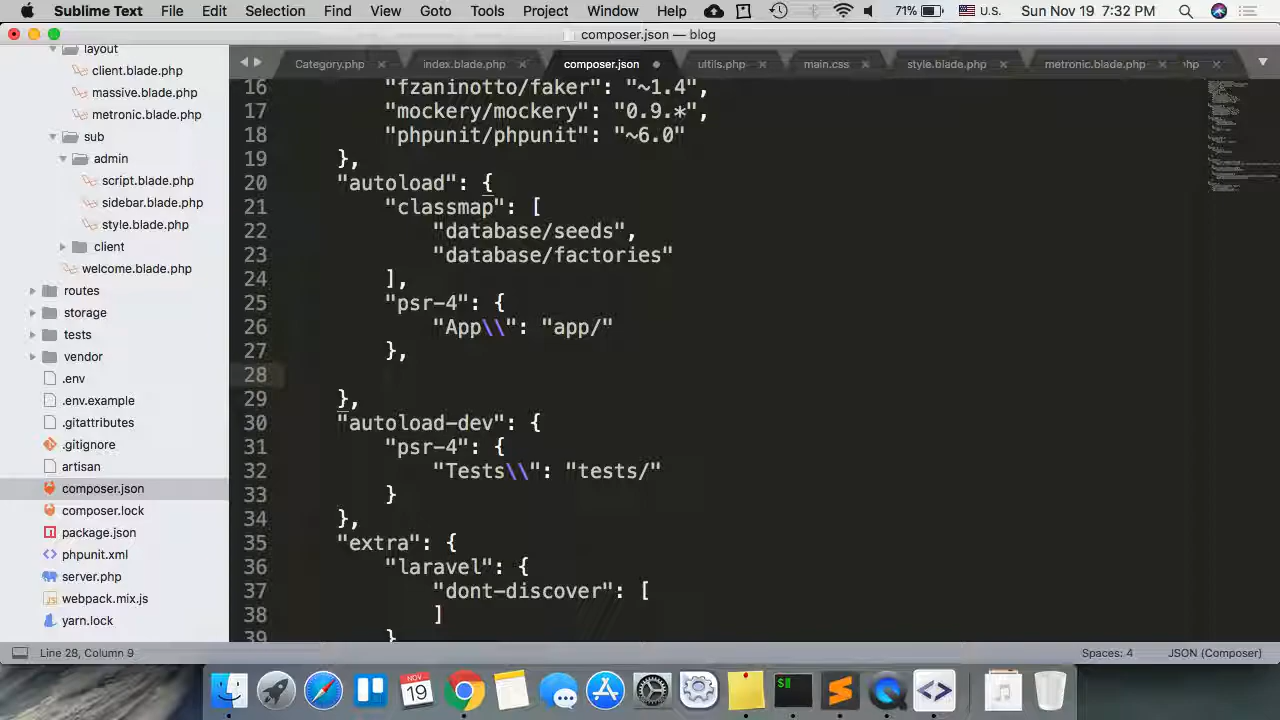 Sublime Text File Edit Selection Find View Goto Tools Project Window Help 71% U.S. Sun Nov 19 7:32 PM
composer.json — blog
layout
client.blade.php
massive.blade.php
metronic.blade.php
sub
admin
script.blade.php
sidebar.blade.php
style.blade.php
client
welcome.blade.php
routes
storage
tests
vendor
.env
.env.example
.gitattributes
.gitignore
artisan
composer.json
composer.lock
package.json
phpunit.xml
server.php
webpack.mix.js
yarn.lock
Category.php index.blade.php composer.json utils.php main.css style.blade.php metronic.blade.php
16 "fzaninotto/faker": "~1.4",
17 "mockery/mockery": "0.9.*",
18 "phpunit/phpunit": "~6.0"
19 },
20 "autoload": {
21 "classmap": [
22 "database/seeds",
23 "database/factories"
24 ],
25 "psr-4": {
26 "App\\": "app/"
27 },
28
29 },
30 "autoload-dev": {
31 "psr-4": {
32 "Tests\\": "tests/"
33 }
34 },
35 "extra": {
36 "laravel": {
37 "dont-discover": [
38 ]
39 }
Line 28, Column 9 Spaces: 4 JSON (Composer)
NOV
19